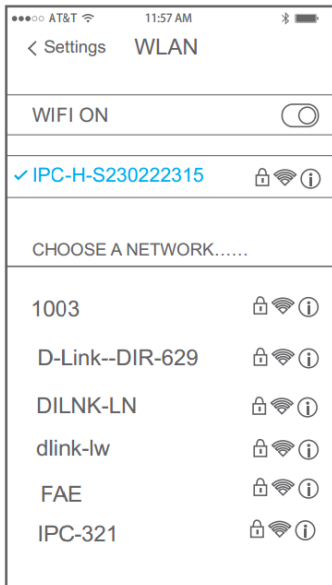 AT&T 11:57 AM
< Settings WLAN
WIFI ON
✓ IPC-H-S230222315
CHOOSE A NETWORK......
1003
D-Link--DIR-629
DILNK-LN
dlink-lw
FAE
IPC-321